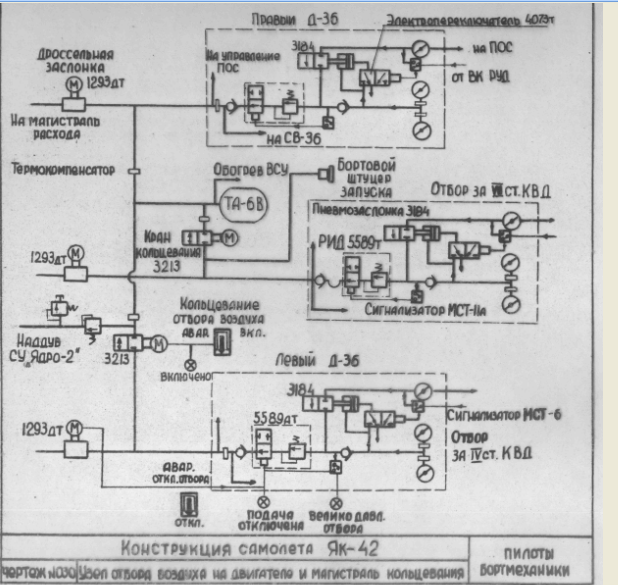 Правый Д-36
Электропереключатель 4073т
Дроссельная
заслонка
1293дт
На управление
ПОС
3184
на ПОС
от ВК РУД
На магистраль
расхода
на СВ-36
Термокомпенсатор
Обогрев ВСУ
Бортовой
штуцер
запуска
Отбор за VII ст. КВД
ТА-6В
Пневмозаслонка 3184
Кран
кольцевания
3213
РИД 5589т
1293дт
Кольцевание
отбора воздуха
авар. вкл.
Сигнализатор МСТ-11а
Наддув
СУ „Ядро-2"
3213
включено
Левый Д-36
3184
Сигнализатор МСТ-6
1293дт
5589дт
Отбор
за IV ст. КВД
авар.
откл. отбора
откл.
Подача
отключена
Велико давл.
отбора
Конструкция самолета Як-42
пилоты
бортмеханики
чертеж №030 Узел отбора воздуха на двигателе и магистраль кольцевания